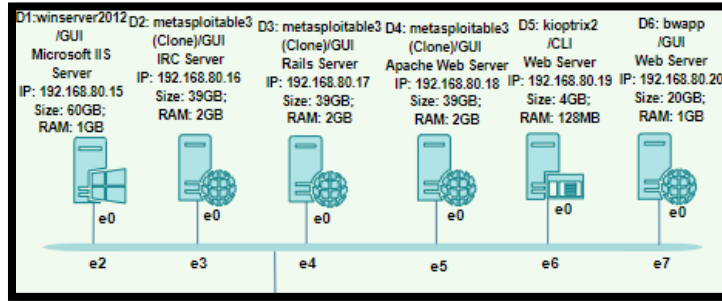 D1:winserver2012
/GUI
Microsoft IIS
Server
IP: 192.168.80.15
Size: 60GB;
RAM: 1GB
D2: metasploitable3
(Clone)/GUI
IRC Server
IP: 192.168.80.16
Size: 39GB;
RAM: 2GB
D3: metasploitable3
(Clone)/GUI
Rails Server
IP: 192.168.80.17
Size: 39GB;
RAM: 2GB
D4: metasploitable3
(Clone)/GUI
Apache Web Server
IP: 192.168.80.18
Size: 39GB;
RAM: 2GB
D5: kioptrix2
/CLI
Web Server
IP: 192.168.80.19
Size: 4GB;
RAM: 128MB
D6: bwapp
/GUI
Web Server
IP: 192.168.80.20
Size: 20GB;
RAM: 1GB
e0
e0
e0
e0
e0
e0
e2
e3
e4
e5
e6
e7